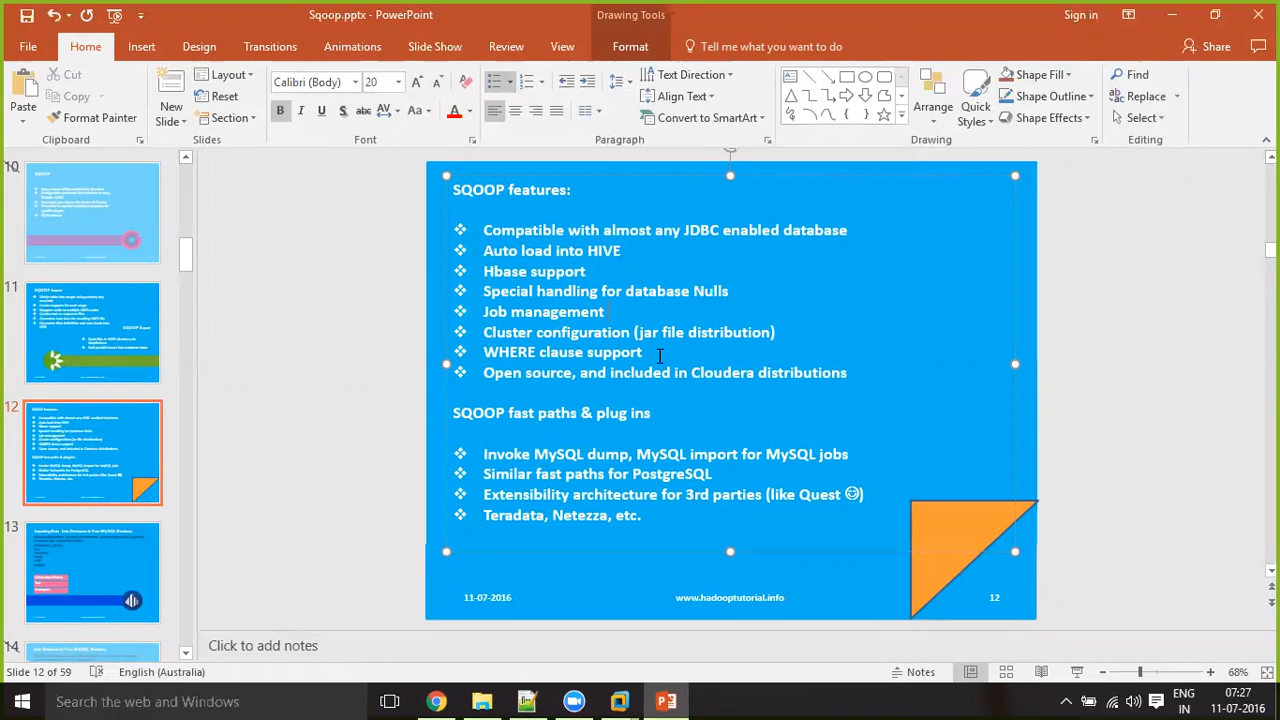 Sqoop.pptx - PowerPoint
Drawing Tools
Sign in
File
Home
Insert
Design
Transitions
Animations
Slide Show
Review
View
Format
Tell me what you want to do
Share
Paste
Cut
Copy
Format Painter
Clipboard
New
Slide
Layout
Reset
Section
Slides
Calibri (Body)
20
B
I
U
S
abc
AV
Aa
A
Font
Text Direction
Align Text
Convert to SmartArt
Paragraph
Arrange
Quick
Styles
Shape Fill
Shape Outline
Shape Effects
Drawing
Find
Replace
Select
Editing
10
11
12
13
14
SQOOP features:
❖ Compatible with almost any JDBC enabled database
❖ Auto load into HIVE
❖ Hbase support
❖ Special handling for database Nulls
❖ Job management
❖ Cluster configuration (jar file distribution)
❖ WHERE clause support
❖ Open source, and included in Cloudera distributions
SQOOP fast paths & plug ins
❖ Invoke MySQL dump, MySQL import for MySQL jobs
❖ Similar fast paths for PostgreSQL
❖ Extensibility architecture for 3rd parties (like Quest ☺)
❖ Teradata, Netezza, etc.
11-07-2016
www.hadooptutorial.info
12
Click to add notes
Slide 12 of 59
English (Australia)
Notes
68%
Search the web and Windows
ENG
IN
07:27
11-07-2016